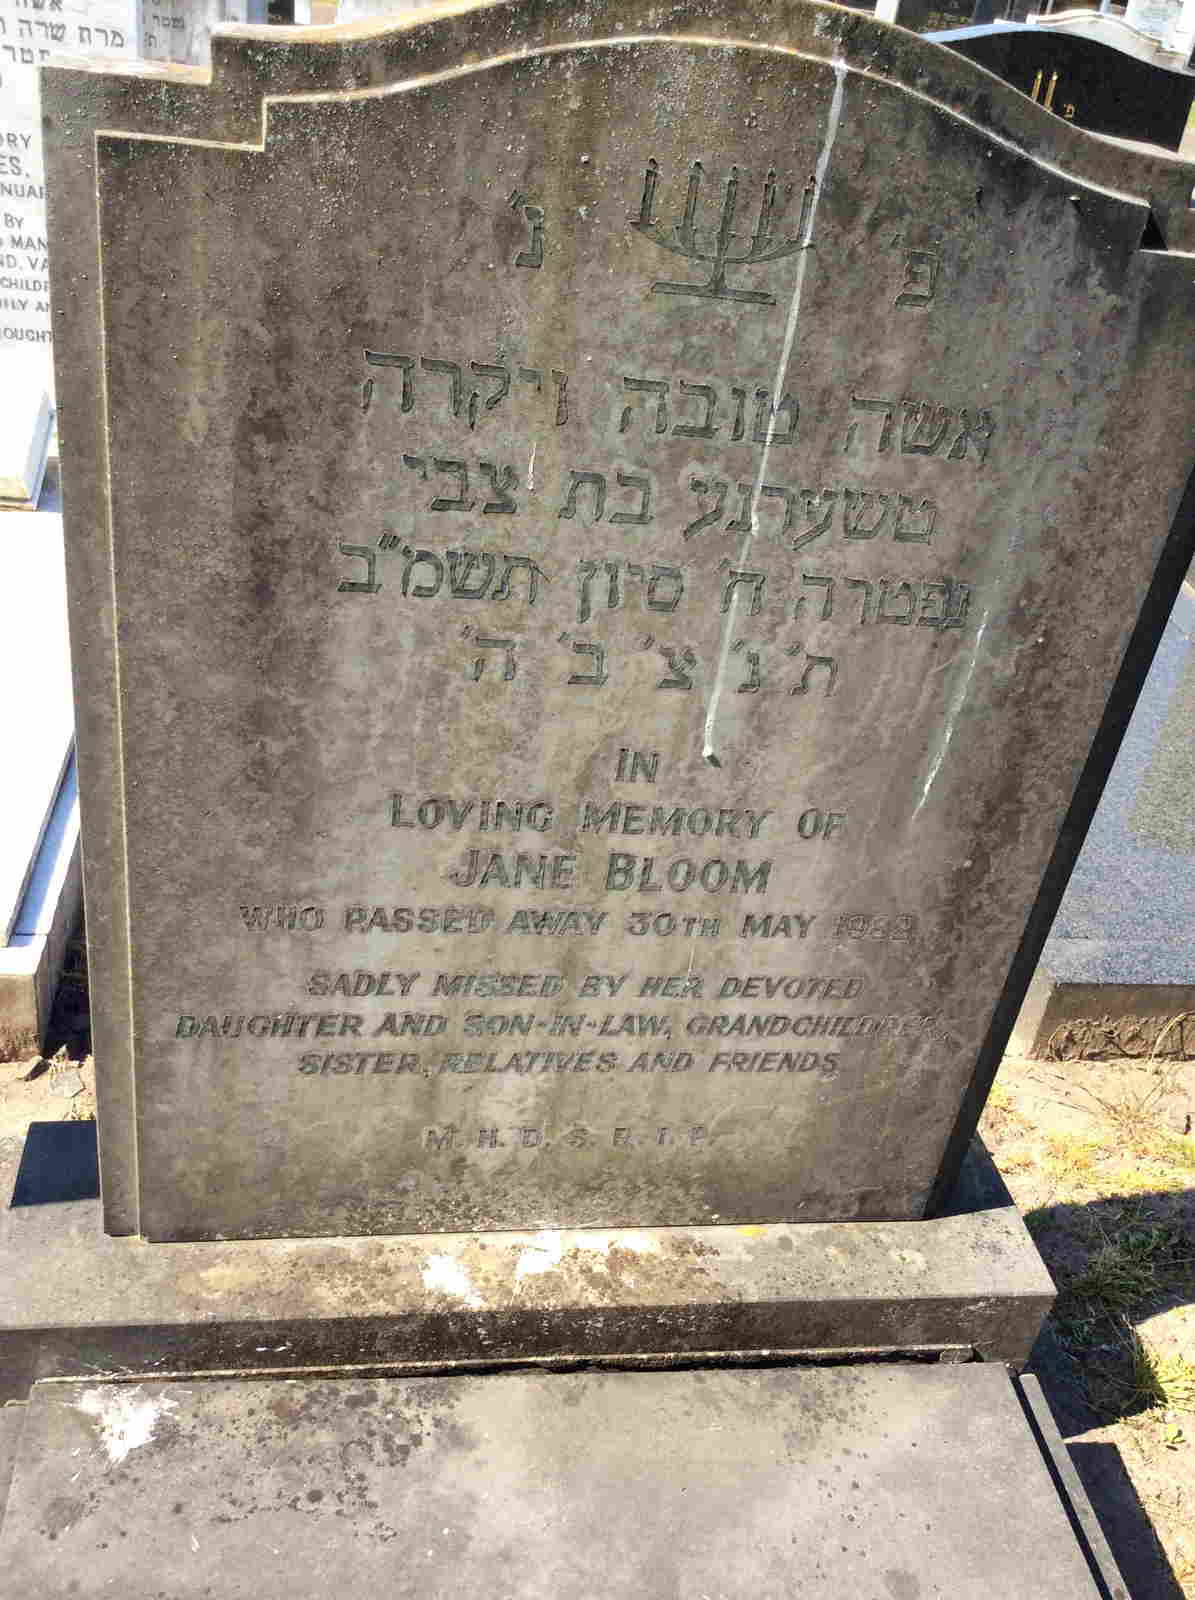 פ' נ'
אשה טובה ויקרה
טשערנע בת צבי
נפטרה ח' סיון תשמ"ב
ת' נ' צ' ב' ה'
IN
LOVING MEMORY OF
JANE BLOOM
WHO PASSED AWAY 30TH MAY 1982
SADLY MISSED BY HER DEVOTED
DAUGHTER AND SON-IN-LAW, GRANDCHILDREN,
SISTER, RELATIVES AND FRIENDS
M. H. D. S. R. I. P.